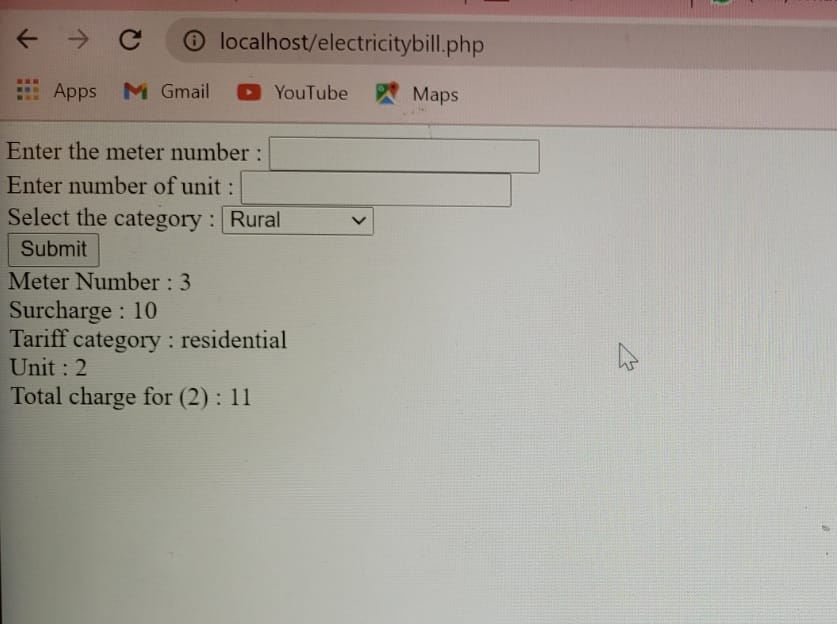 localhost/electricitybill.php
Apps Gmail YouTube Maps
Enter the meter number :
Enter number of unit :
Select the category : Rural
Submit
Meter Number : 3
Surcharge : 10
Tariff category : residential
Unit : 2
Total charge for (2) : 11